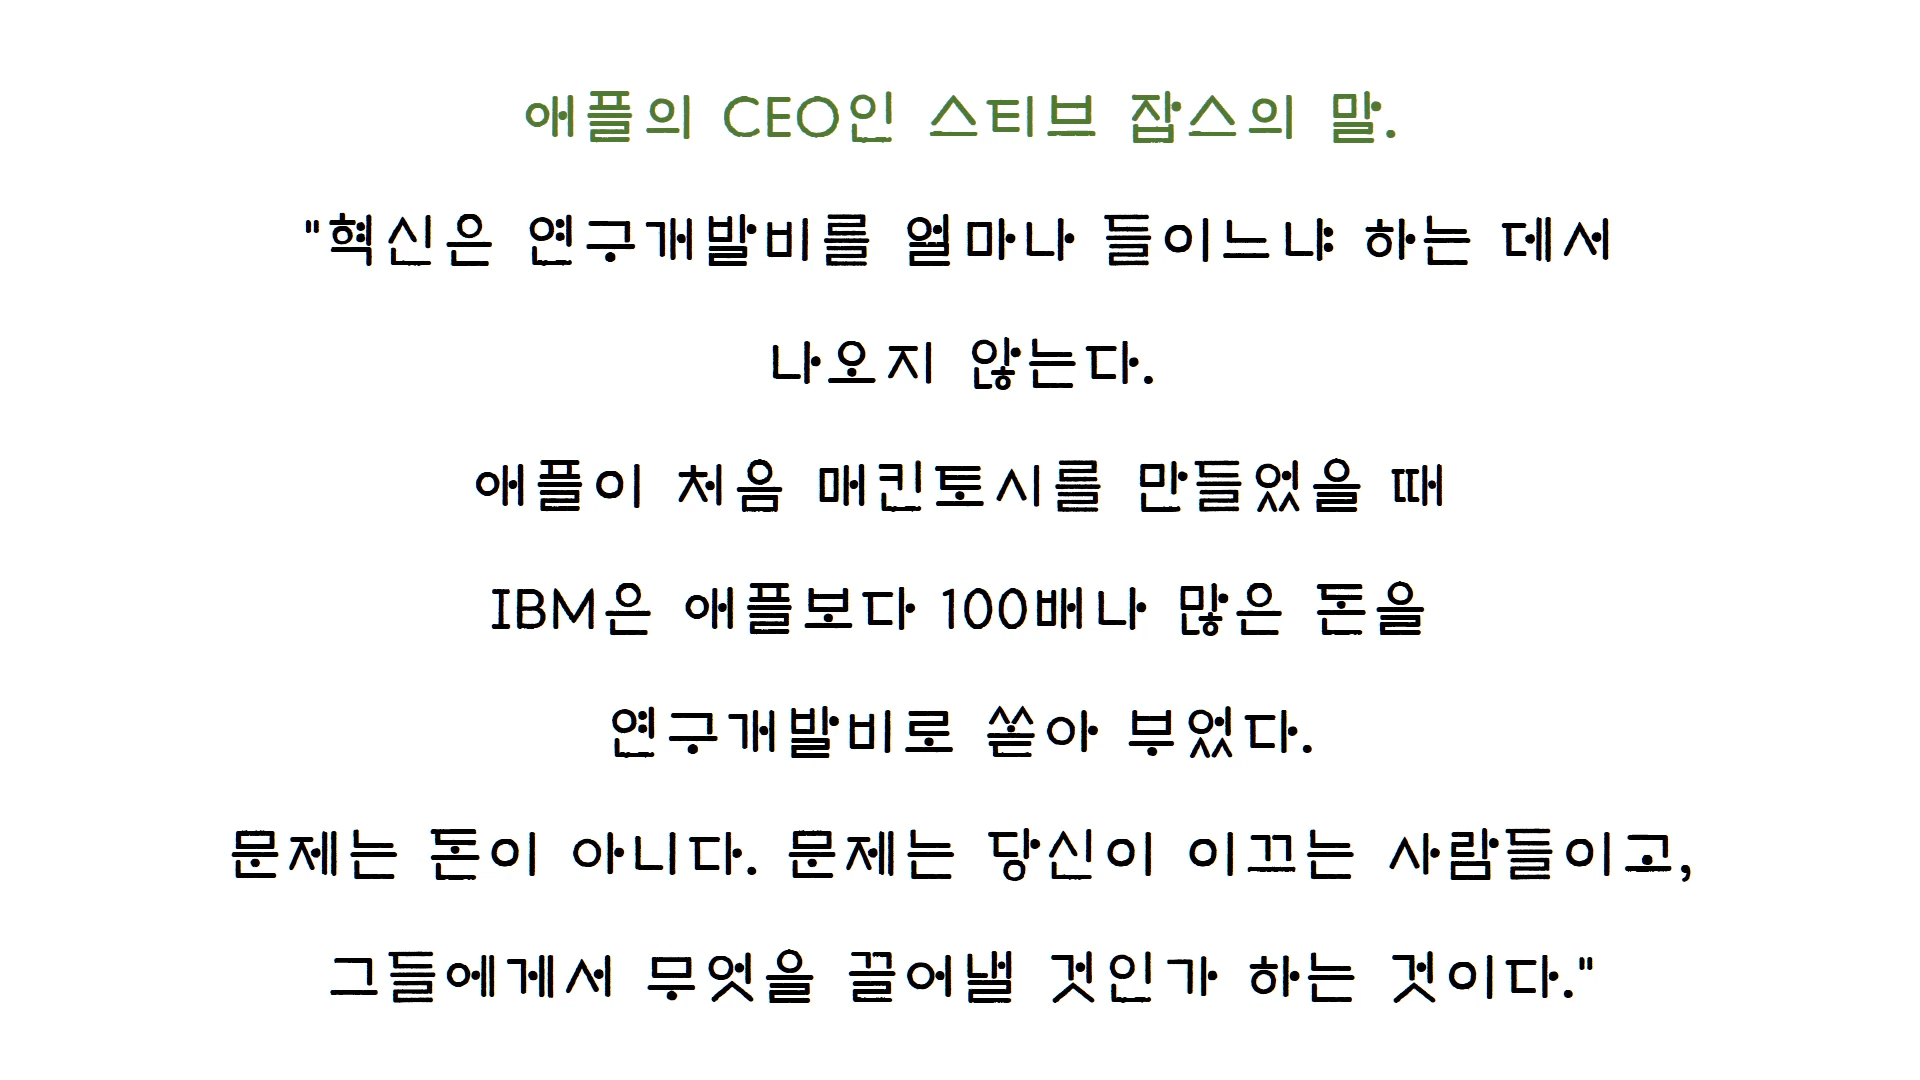 애플의 CEO인 스티브 잡스의 말.
"혁신은 연구개발비를 얼마나 들이느냐 하는 데서
나오지 않는다.
애플이 처음 매킨토시를 만들었을 때
IBM은 애플보다 100배나 많은 돈을
연구개발비로 쏟아 부었다.
문제는 돈이 아니다. 문제는 당신이 이끄는 사람들이고,
그들에게서 무엇을 끌어낼 것인가 하는 것이다."